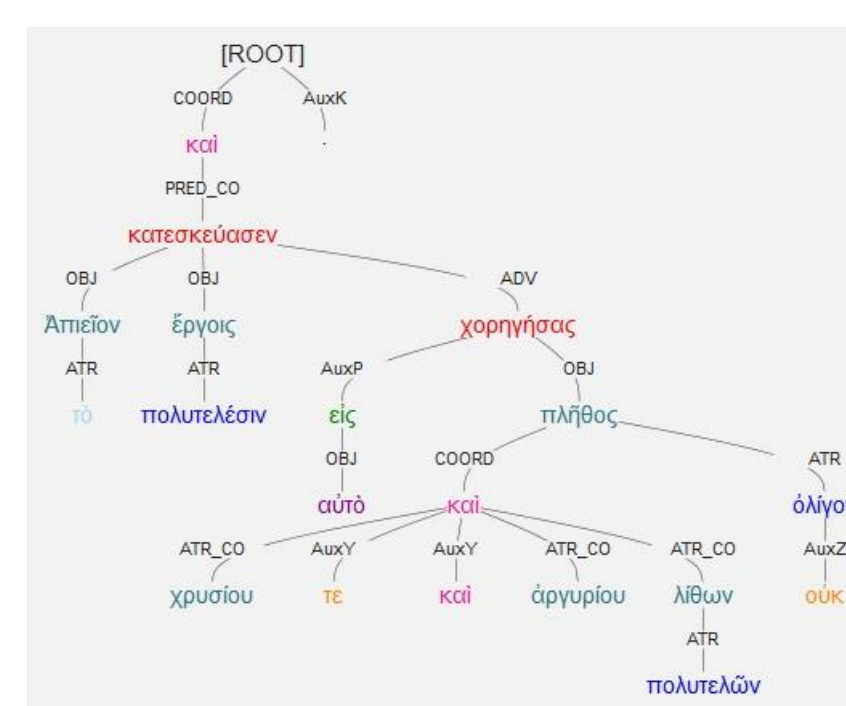 [ROOT]
COORD AuxK
καὶ .
PRED_CO
κατεσκεύασεν
OBJ OBJ ADV
Ἀπιεῖον ἔργοις χορηγήσας
ATR ATR AuxP OBJ
τὸ πολυτελέσιν εἰς πλῆθος
OBJ COORD ATR
αὐτὸ καὶ ὀλίγο
ATR_CO AuxY AuxY ATR_CO ATR_CO AuxZ
χρυσίου τε καὶ ἀργυρίου λίθων οὐκ
ATR
πολυτελῶν